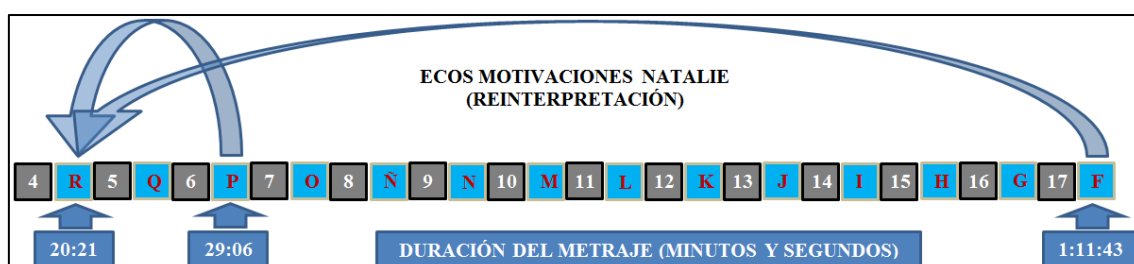 ECOS MOTIVACIONES NATALIE
(REINTERPRETACIÓN)
4 R 5 Q 6 P 7 O 8 Ñ 9 N 10 M 11 L 12 K 13 J 14 I 15 H 16 G 17 F
20:21 29:06 DURACIÓN DEL METRAJE (MINUTOS Y SEGUNDOS) 1:11:43